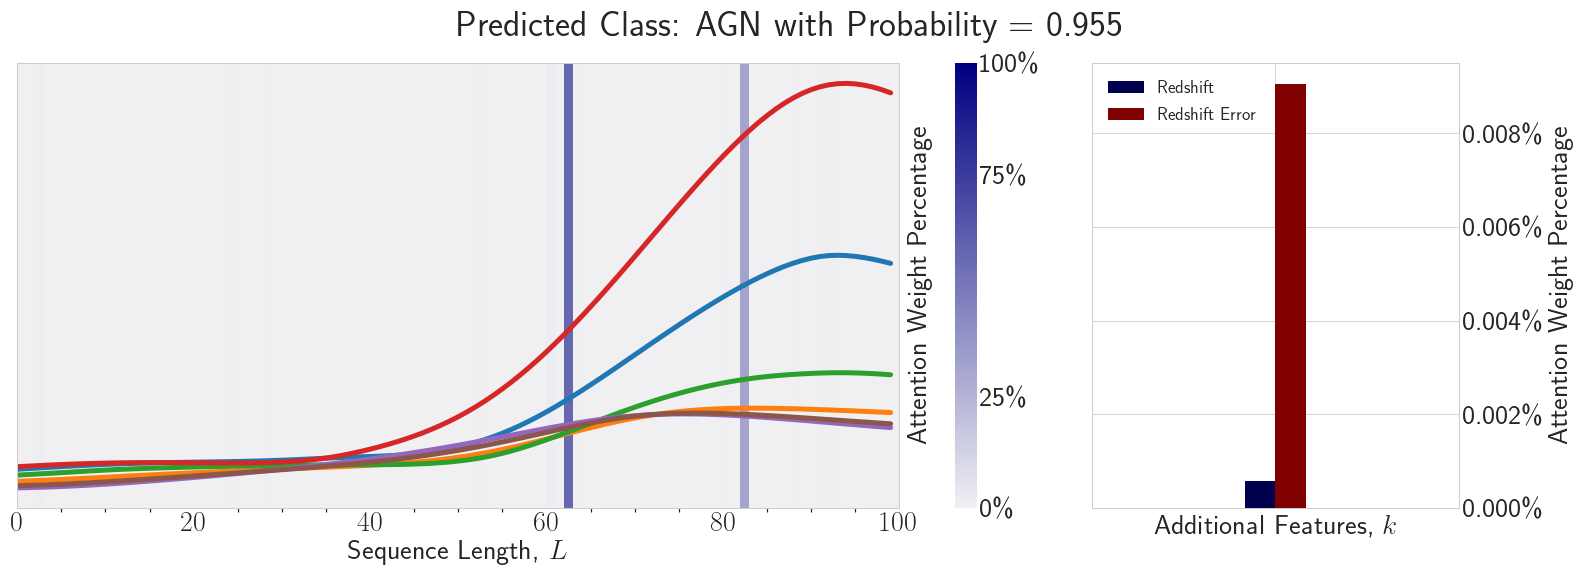 Predicted Class: AGN with Probability = 0.955
0 20 40 60 80 100
Sequence Length, L
Attention Weight Percentage
100%
75%
25%
0%
Redshift
Redshift Error
0.008%
0.006%
0.004%
0.002%
0.000%
Attention Weight Percentage
Additional Features, k